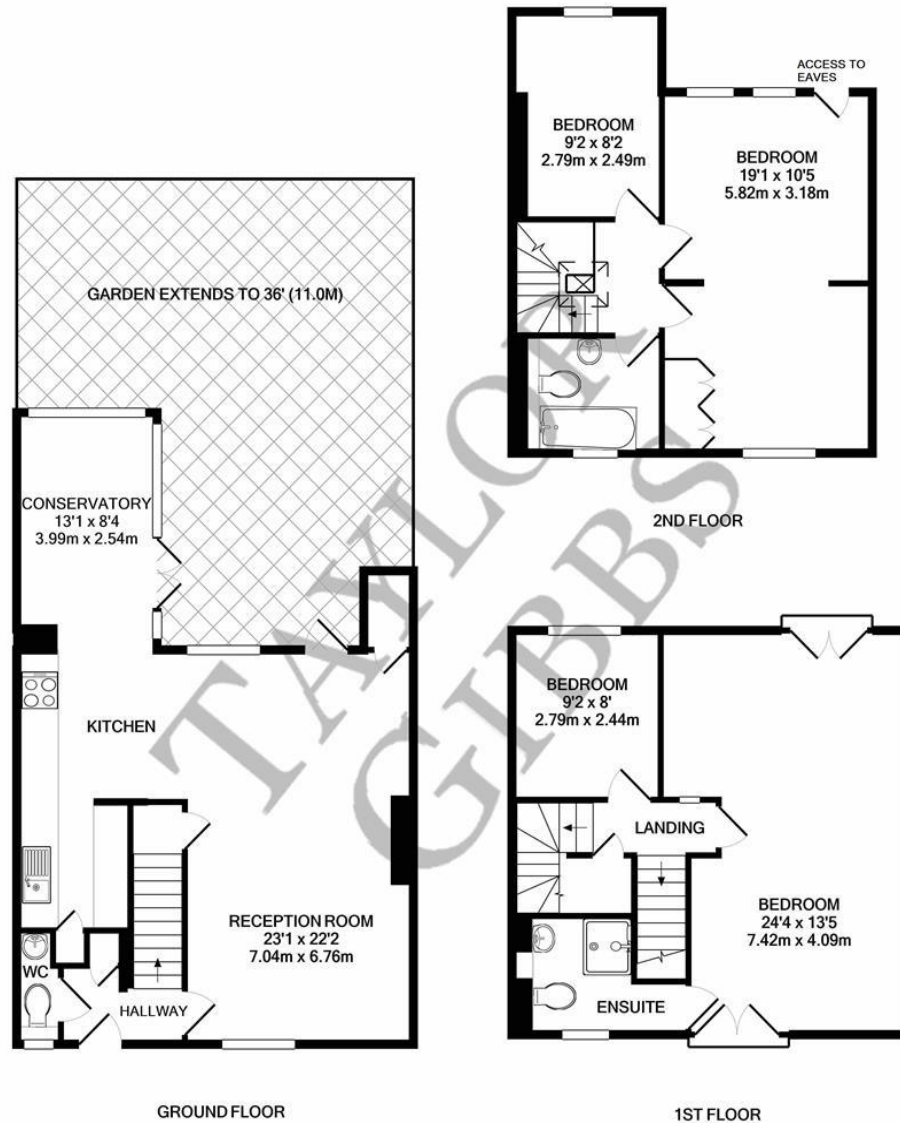 ACCESS TO
EAVES
BEDROOM
9'2 x 8'2
2.79m x 2.49m
BEDROOM
19'1 x 10'5
5.82m x 3.18m
2ND FLOOR
GARDEN EXTENDS TO 36' (11.0M)
CONSERVATORY
13'1 x 8'4
3.99m x 2.54m
KITCHEN
RECEPTION ROOM
23'1 x 22'2
7.04m x 6.76m
WC
HALLWAY
GROUND FLOOR
BEDROOM
9'2 x 8'
2.79m x 2.44m
LANDING
BEDROOM
24'4 x 13'5
7.42m x 4.09m
ENSUITE
1ST FLOOR
TAYLOR
GIBBS